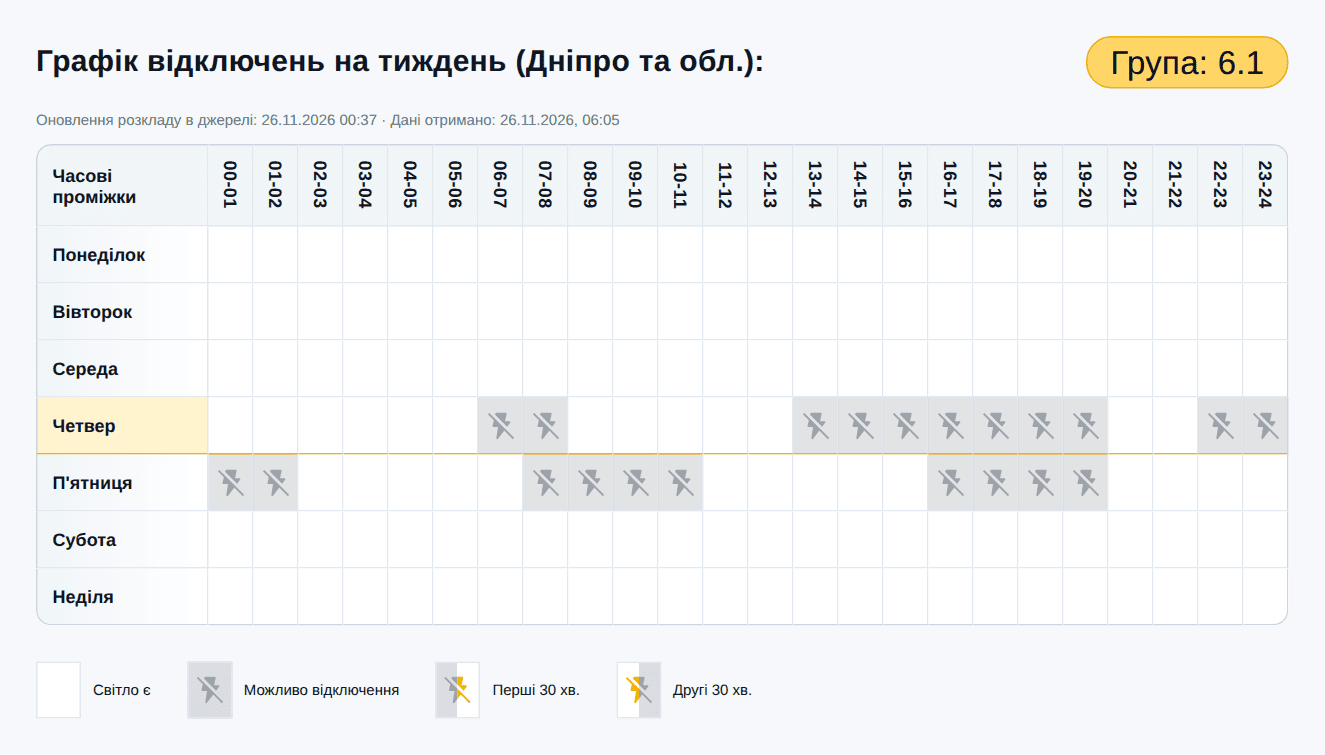 Графік відключень на тиждень (Дніпро та обл.):
Група: 6.1
Оновлення розкладу в джерелі: 26.11.2026 00:37 · Дані отримано: 26.11.2026, 06:05
Часові
проміжки
00-01
01-02
02-03
03-04
04-05
05-06
06-07
07-08
08-09
09-10
10-11
11-12
12-13
13-14
14-15
15-16
16-17
17-18
18-19
19-20
20-21
21-22
22-23
23-24
Понеділок
Вівторок
Середа
Четвер
П'ятниця
Субота
Неділя
Світло є
Можливо відключення
Перші 30 хв.
Другі 30 хв.